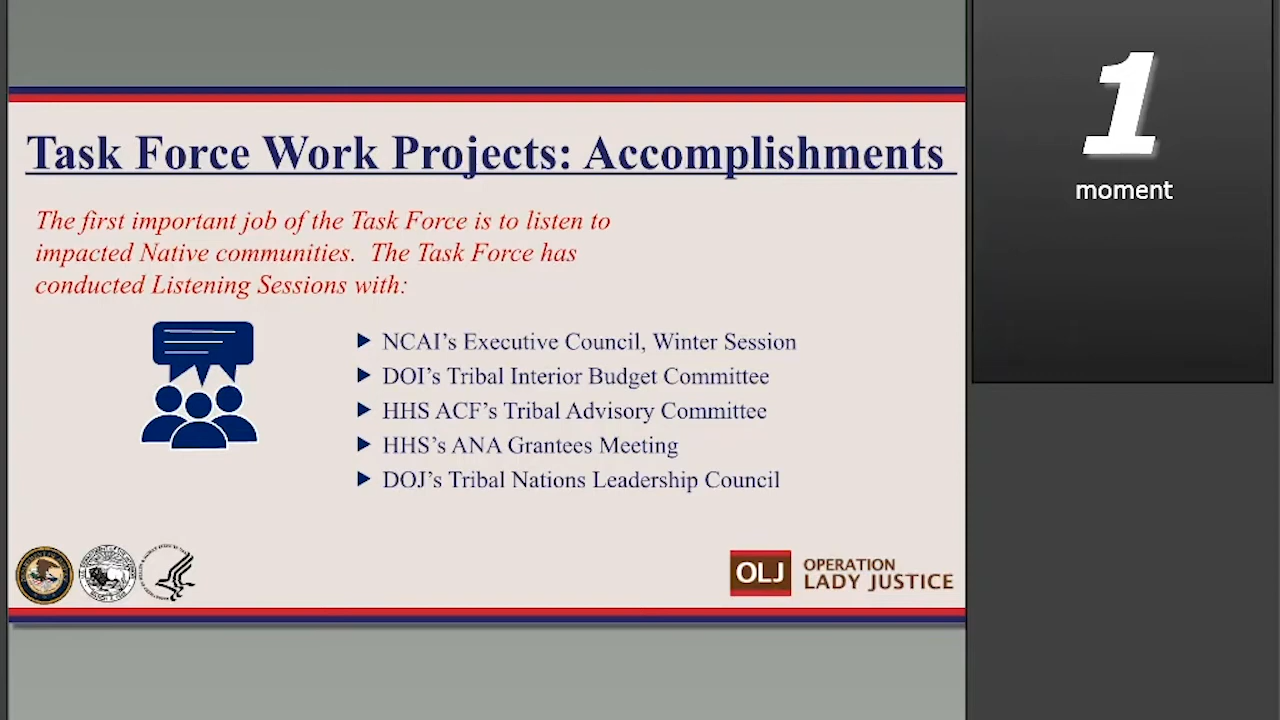 Task Force Work Projects: Accomplishments
The first important job of the Task Force is to listen to
impacted Native communities.  The Task Force has
conducted Listening Sessions with:
NCAI's Executive Council, Winter Session
DOI's Tribal Interior Budget Committee
HHS ACF's Tribal Advisory Committee
HHS's ANA Grantees Meeting
DOJ's Tribal Nations Leadership Council
OLJ
OPERATION
LADY JUSTICE
1
moment